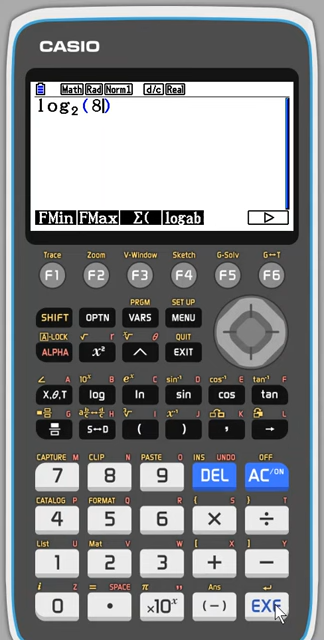 CASIO
Math Rad Norm1 d/c Real
log₂(8)
FMin FMax Σ( logab ▷
Trace Zoom V-Window Sketch G-Solv G↔T
F1 F2 F3 F4 F5 F6
PRGM SET UP
SHIFT OPTN VARS MENU
A-LOCK √ r ∛ θ QUIT
ALPHA x² ^ EXIT
∠ A 10ˣ B eˣ C sin⁻¹ D cos⁻¹ E tan⁻¹ F
X,θ,T log ln sin cos tan
G H ∛ I x⁻¹ J K L
S↔D ( ) , →
CAPTURE M CLIP N PASTE O INS UNDO OFF
7 8 9 DEL AC/ON
CATALOG P FORMAT Q R { S } T
4 5 6 × ÷
List U Mat V W [ X ] Y
1 2 3 + −
i Z = SPACE π " Ans ↵
0 • ×10ˣ (−) EXE